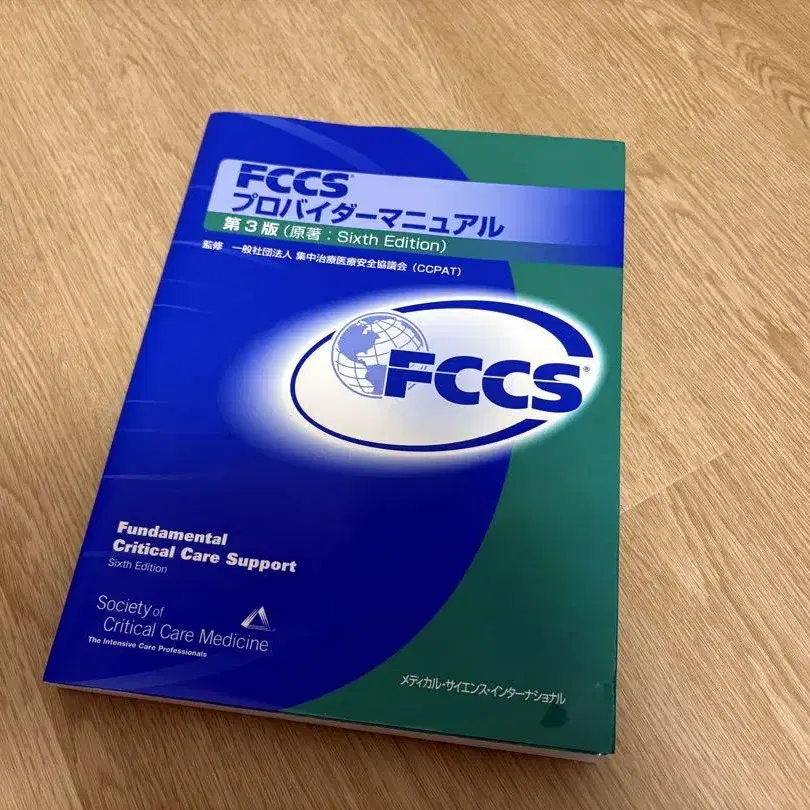 FCCS®
プロバイダーマニュアル
第3版(原著:Sixth Edition)
監修 一般社団法人 集中治療医療安全協議会(CCPAT)
FCCS®
Fundamental
Critical Care Support
Sixth Edition
Society of
Critical Care Medicine
The Intensive Care Professionals
メディカル・サイエンス・インターナショナル